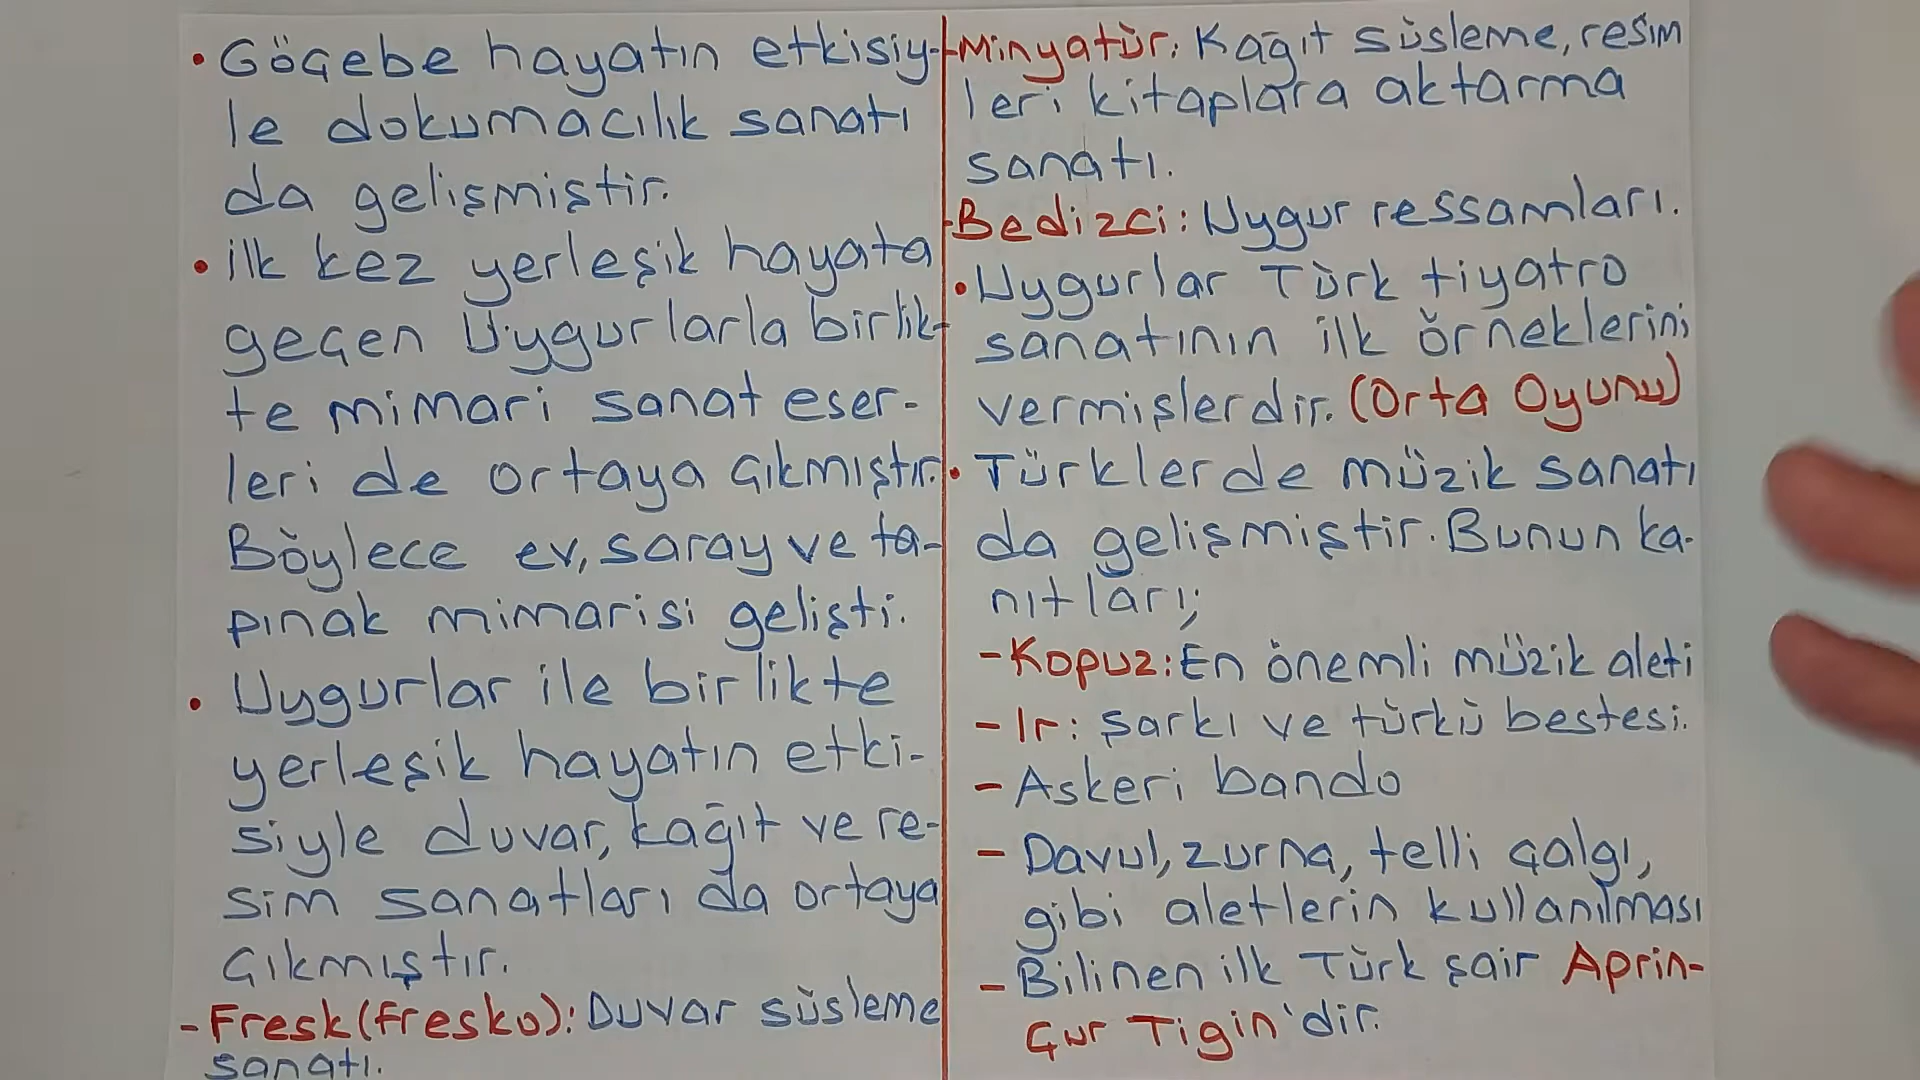 • Göçebe hayatın etkisiy-
le dokumacılık sanatı
da gelişmiştir.
• ilk kez yerleşik hayata
geçen Uygurlarla birlik-
te mimari sanat eser-
leri de ortaya çıkmıştır.
Böylece ev, saray ve ta-
pınak mimarisi gelişti.
• Uygurlar ile birlikte
yerleşik hayatın etki-
siyle duvar, kağıt ve re-
sim sanatları da ortaya
çıkmıştır.
- Fresk (fresko): Duvar süsleme
sanatı.
- Minyatür: Kağıt süsleme, resim
leri kitaplara aktarma
sanatı.
- Bedizci: Uygur ressamları.
• Uygurlar Türk tiyatro
sanatının ilk örneklerini
vermişlerdir. (Orta Oyunu)
• Türklerde müzik sanatı
da gelişmiştir. Bunun ka-
nıtları;
- Kopuz: En önemli müzik aleti
- Ir: şarkı ve türkü bestesi.
- Askeri bando
- Davul, zurna, telli çalgı,
gibi aletlerin kullanılması
- Bilinen ilk Türk şair Aprin-
Çur Tigin'dir.